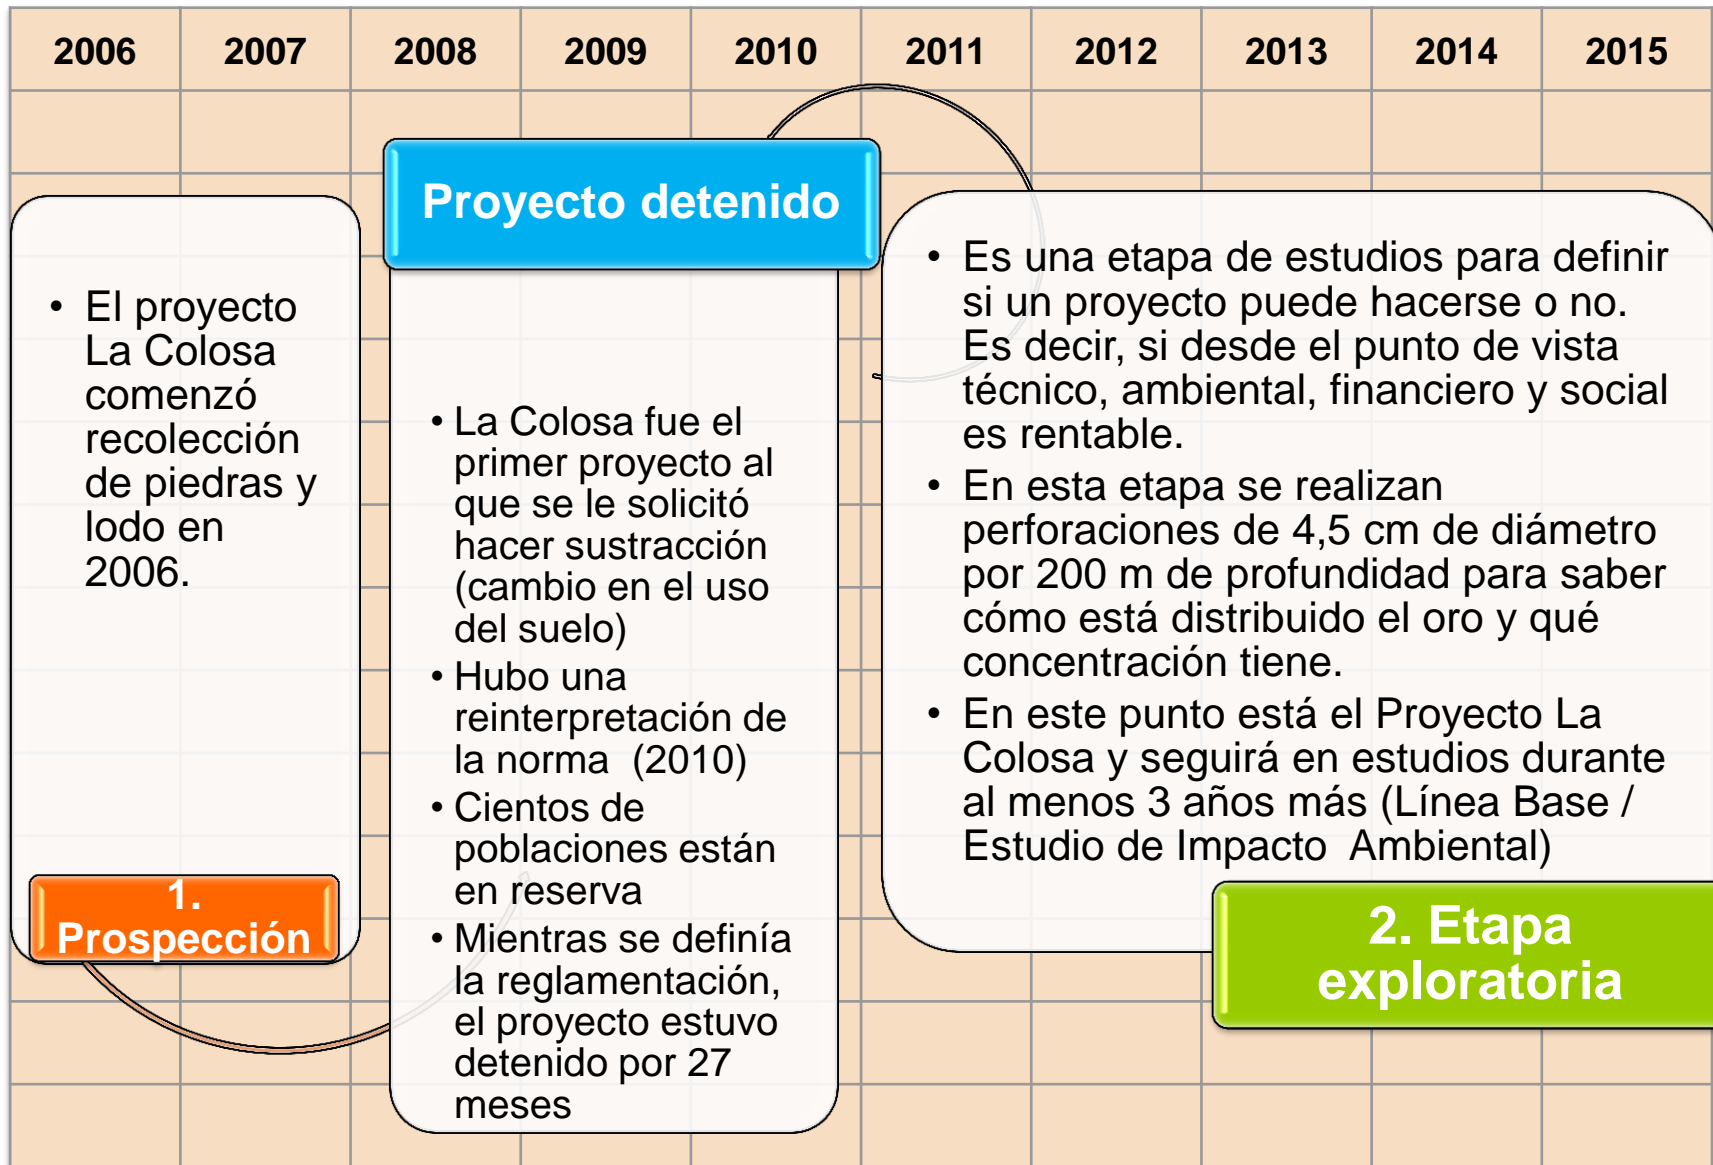 2006 2007 2008 2009 2010 2011 2012 2013 2014 2015
• El proyecto
La Colosa
comenzó
recolección
de piedras y
lodo en
2006.
1.
Prospección
Proyecto detenido
• La Colosa fue el
primer proyecto al
que se le solicitó
hacer sustracción
(cambio en el uso
del suelo)
• Hubo una
reinterpretación de
la norma (2010)
• Cientos de
poblaciones están
en reserva
• Mientras se definía
la reglamentación,
el proyecto estuvo
detenido por 27
meses
• Es una etapa de estudios para definir
si un proyecto puede hacerse o no.
Es decir, si desde el punto de vista
técnico, ambiental, financiero y social
es rentable.
• En esta etapa se realizan
perforaciones de 4,5 cm de diámetro
por 200 m de profundidad para saber
cómo está distribuido el oro y qué
concentración tiene.
• En este punto está el Proyecto La
Colosa y seguirá en estudios durante
al menos 3 años más (Línea Base /
Estudio de Impacto Ambiental)
2. Etapa
exploratoria